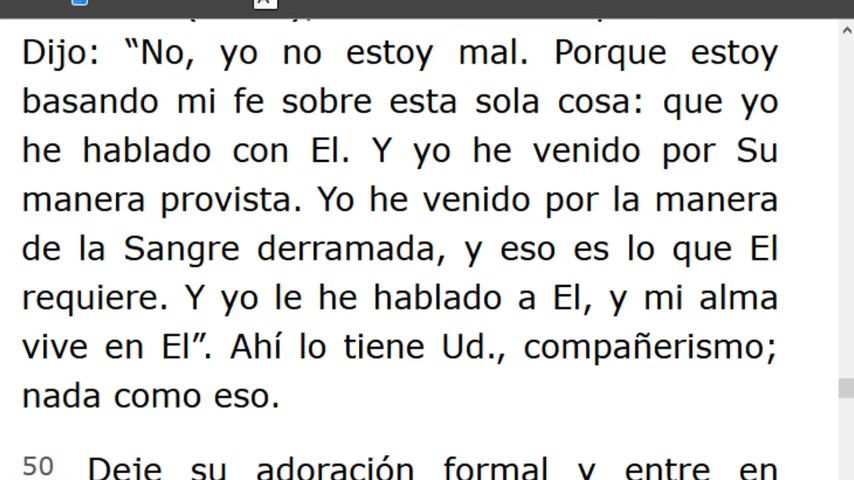 Dijo: “No, yo no estoy mal. Porque estoy
basando mi fe sobre esta sola cosa: que yo
he hablado con El. Y yo he venido por Su
manera provista. Yo he venido por la manera
de la Sangre derramada, y eso es lo que El
requiere. Y yo le he hablado a El, y mi alma
vive en El”. Ahí lo tiene Ud., compañerismo;
nada como eso.
50 Deje su adoración formal y entre en